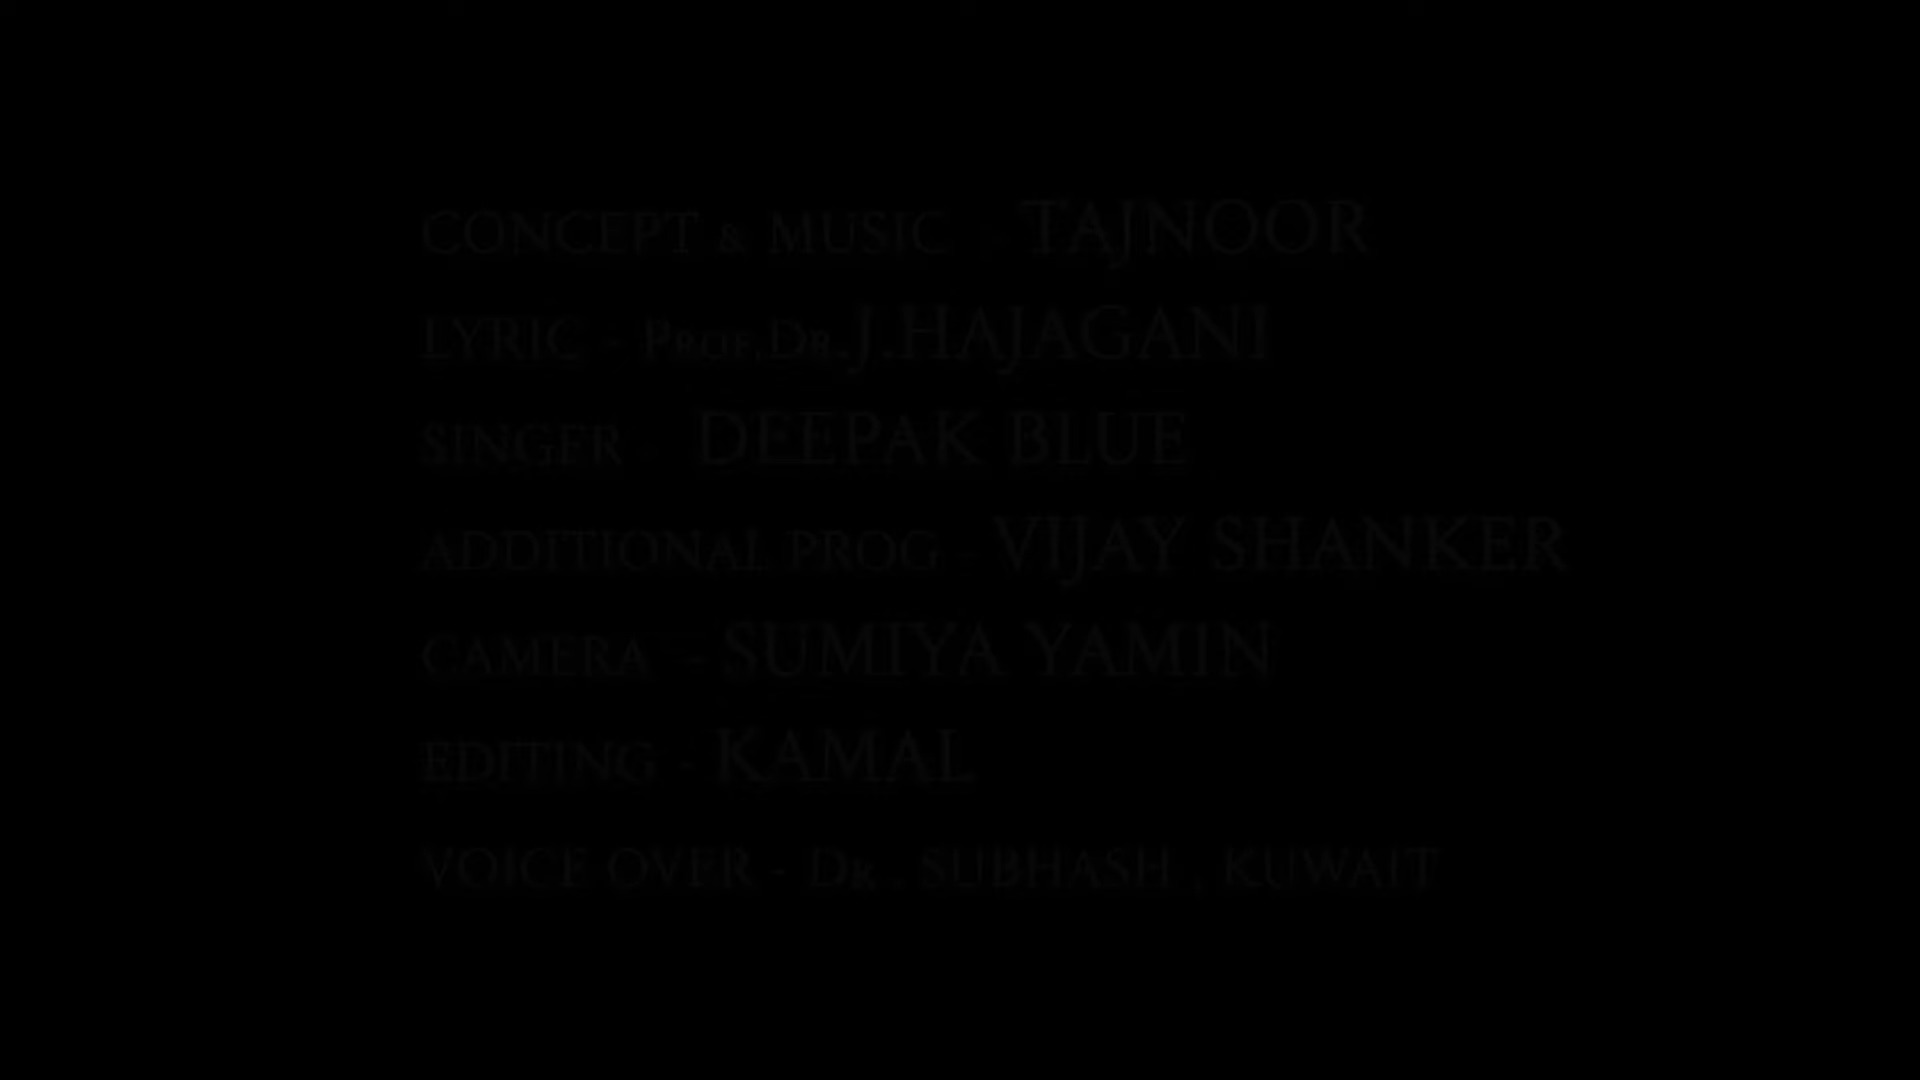 CONCEPT & MUSIC - TAJNOOR
LYRIC - PROF.DR.J.HAJAGANI
SINGER - DEEPAK BLUE
ADDITIONAL PROG - VIJAY SHANKER
CAMERA - SUMIYA YAMIN
EDITING - KAMAL
VOICE OVER - DR. SUBHASH, KUWAIT